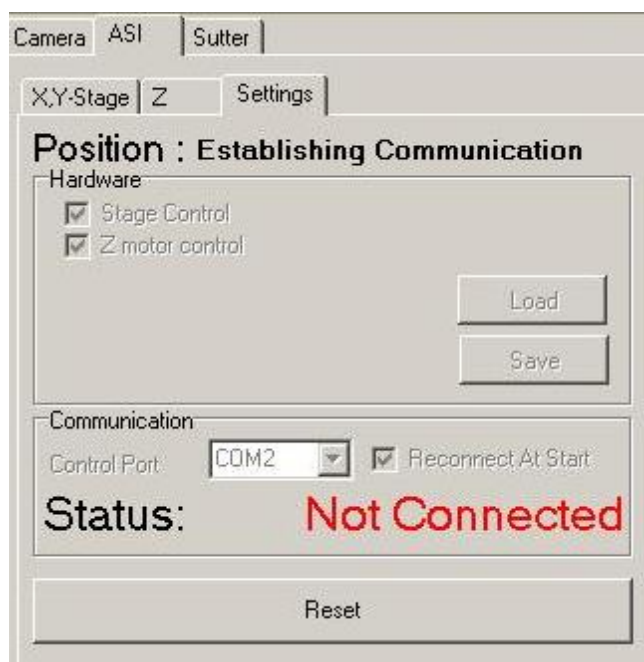 Camera ASI Sutter
X,Y-Stage Z Settings
Position : Establishing Communication
Hardware
Stage Control
Z motor control
Load
Save
Communication
Control Port COM2 Reconnect At Start
Status: Not Connected
Reset